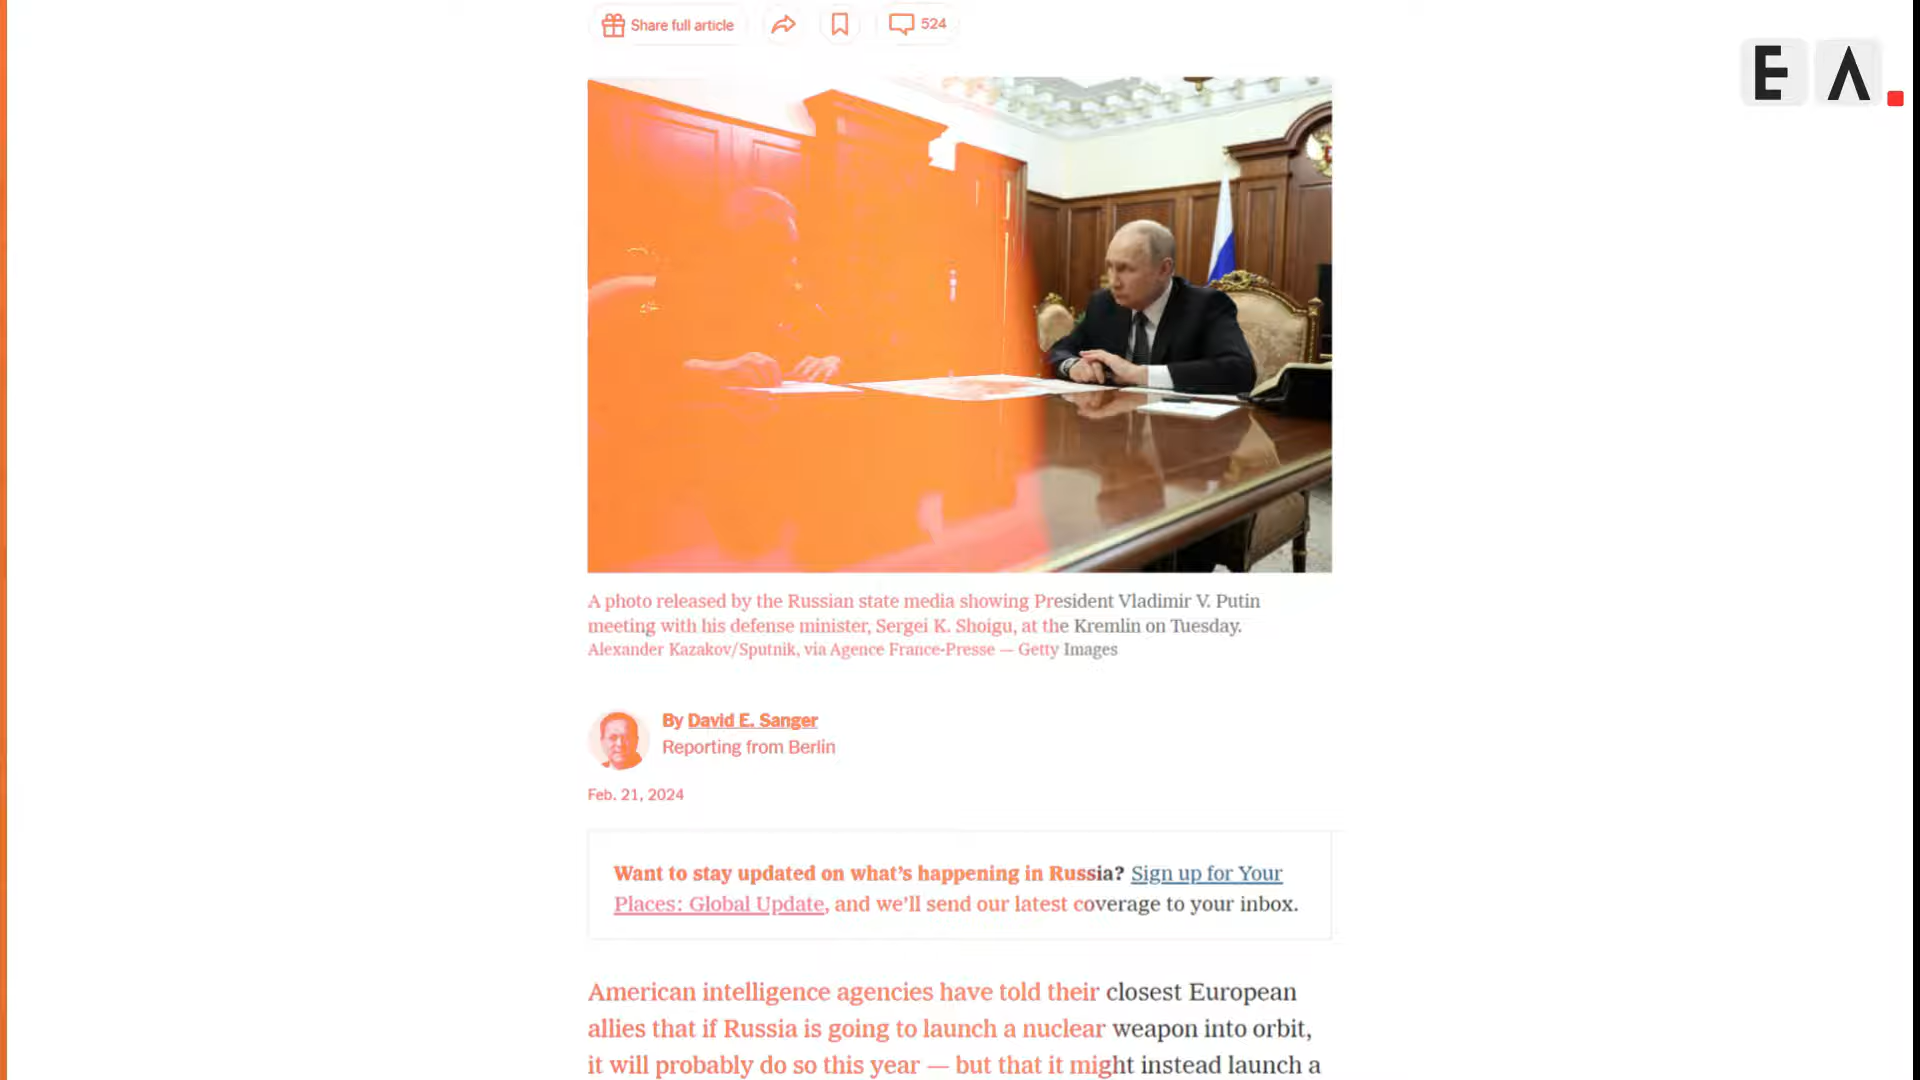 Share full article
524
E A.
A photo released by the Russian state media showing President Vladimir V. Putin
meeting with his defense minister, Sergei K. Shoigu, at the Kremlin on Tuesday.
Alexander Kazakov/Sputnik, via Agence France-Presse — Getty Images
By David E. Sanger
Reporting from Berlin
Feb. 21, 2024
Want to stay updated on what’s happening in Russia? Sign up for Your
Places: Global Update, and we’ll send our latest coverage to your inbox.
American intelligence agencies have told their closest European
allies that if Russia is going to launch a nuclear weapon into orbit,
it will probably do so this year — but that it might instead launch a